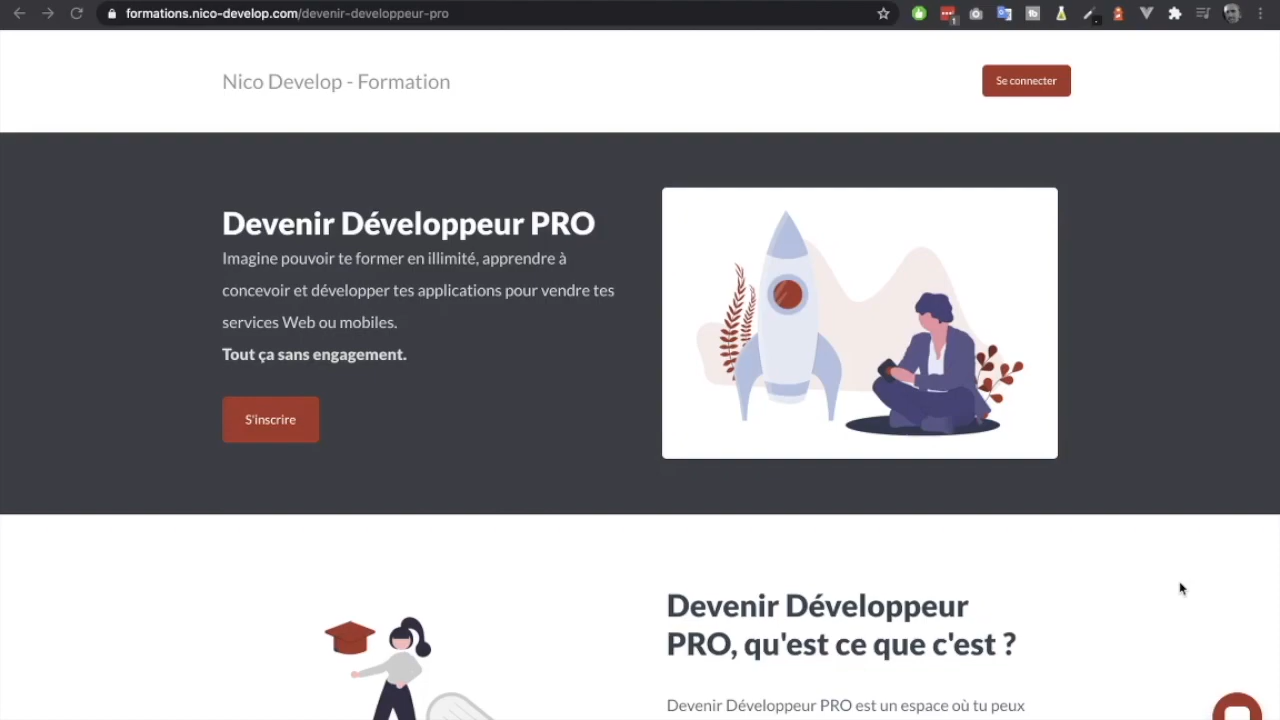 formations.nico-develop.com/devenir-developpeur-pro
1
Nico Develop - Formation
Se connecter
Devenir Développeur PRO
Imagine pouvoir te former en illimité, apprendre à
concevoir et développer tes applications pour vendre tes
services Web ou mobiles.
Tout ça sans engagement.
S'inscrire
Devenir Développeur
PRO, qu'est ce que c'est ?
Devenir Développeur PRO est un espace où tu peux